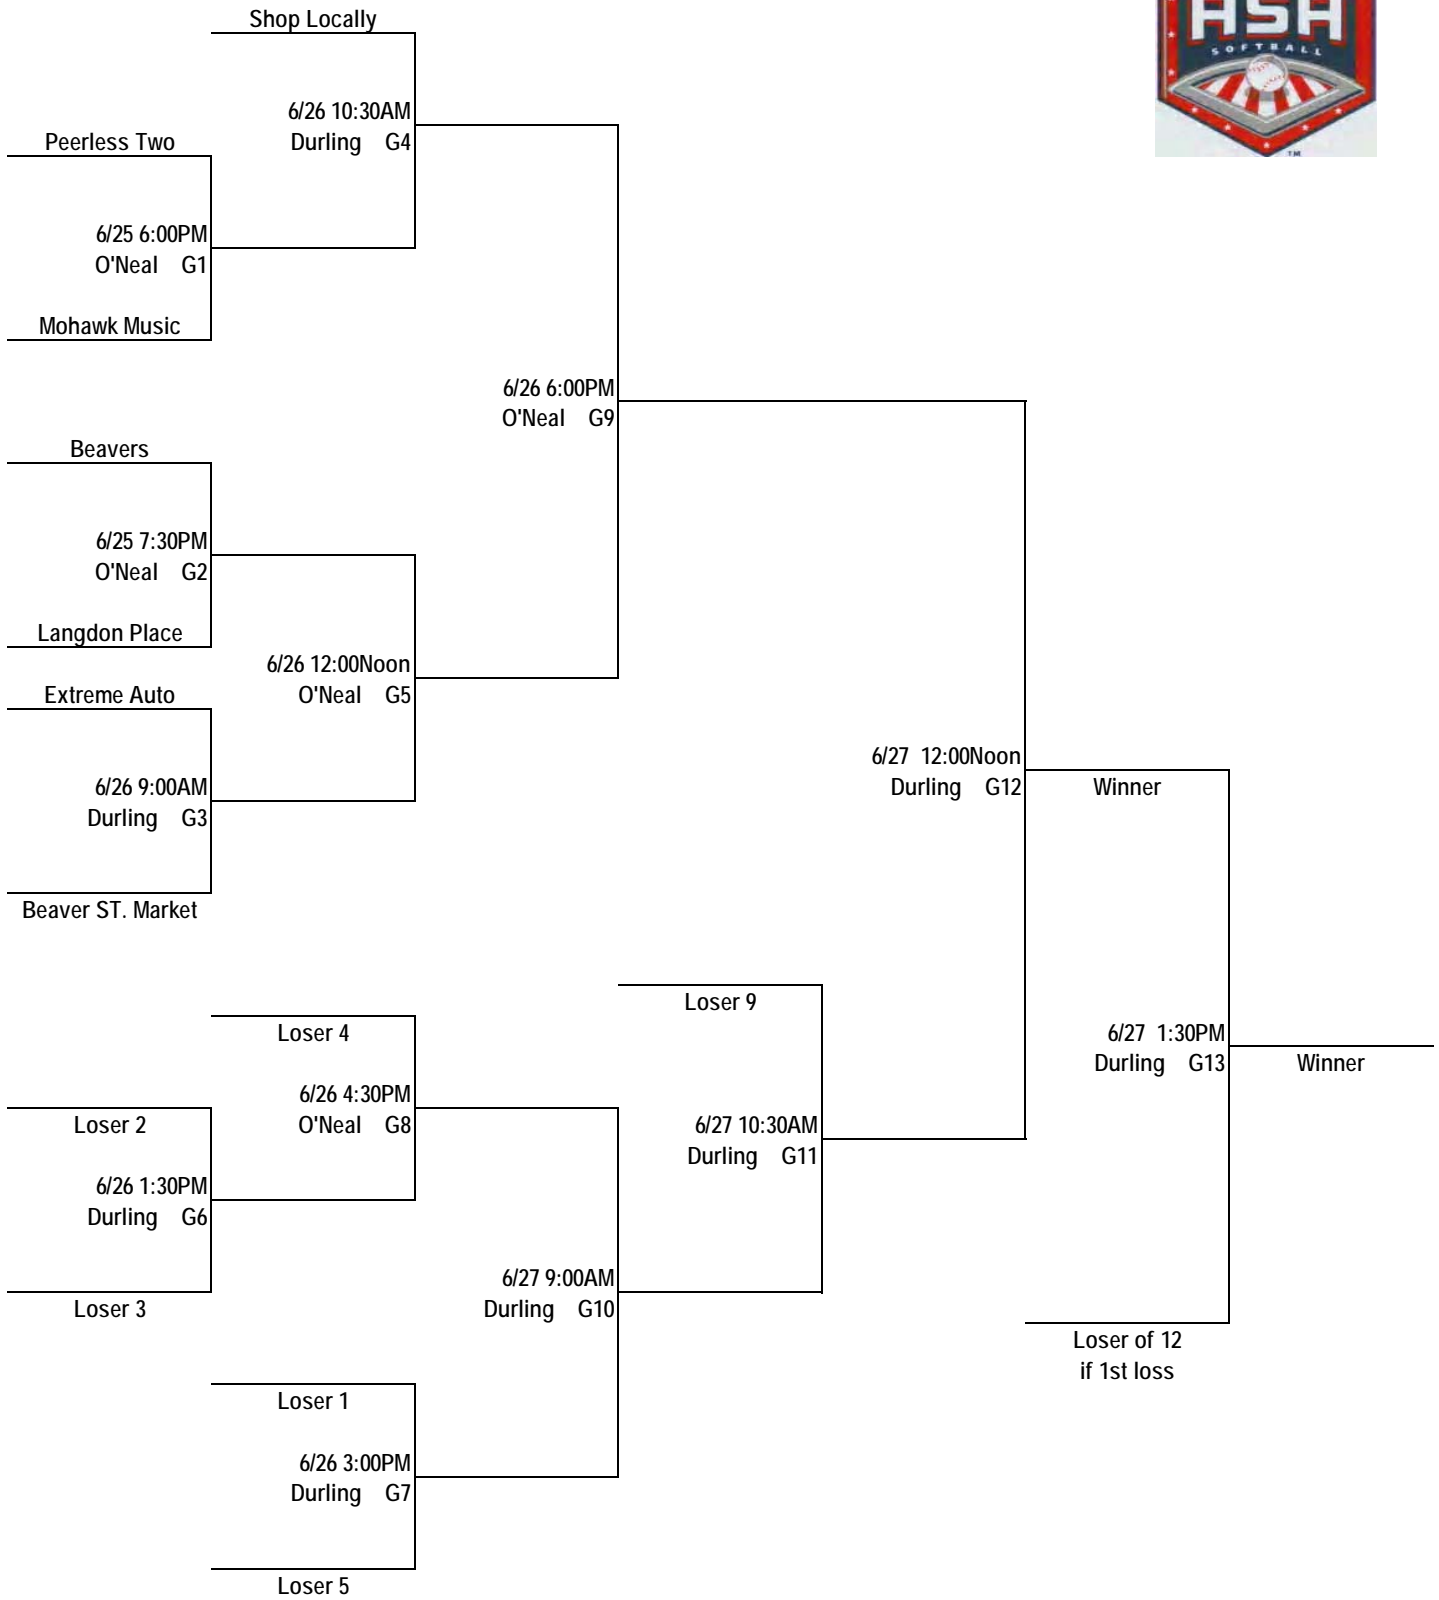 Shop Locally
ASA
SOFTBALL
TM
6/26 10:30AM
Durling G4
Peerless Two
6/25 6:00PM
O'Neal G1
Mohawk Music
6/26 6:00PM
O'Neal G9
Beavers
6/25 7:30PM
O'Neal G2
Langdon Place
6/26 12:00Noon
O'Neal G5
Extreme Auto
6/26 9:00AM
Durling G3
Beaver ST. Market
6/27 12:00Noon
Durling G12
Winner
Loser 9
Loser 4
6/27 1:30PM
Durling G13
Winner
6/26 4:30PM
O'Neal G8
Loser 2
6/27 10:30AM
Durling G11
6/26 1:30PM
Durling G6
Loser 3
6/27 9:00AM
Durling G10
Loser of 12
if 1st loss
Loser 1
6/26 3:00PM
Durling G7
Loser 5